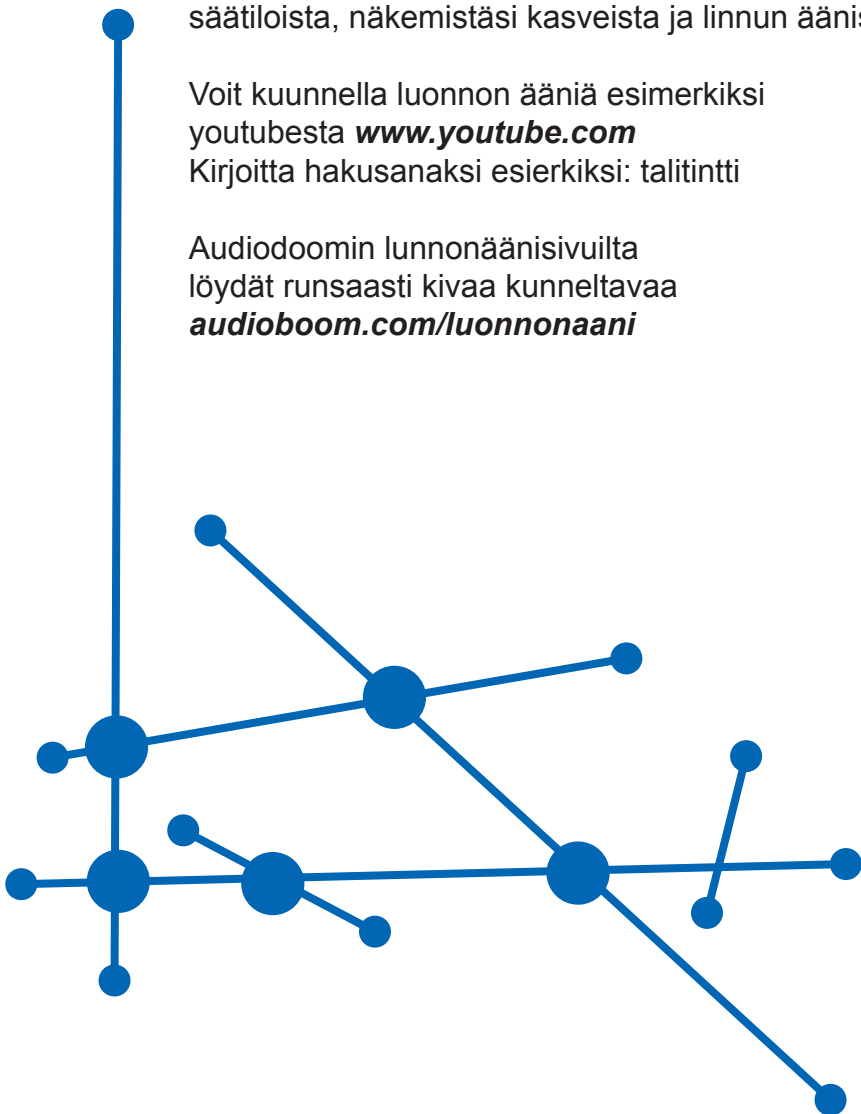 säätiloista, näkemistäsi kasveista ja linnun äänis
Voit kuunnella luonnon ääniä esimerkiksi
youtubesta www.youtube.com
Kirjoitta hakusanaksi esierkiksi: talitintti
Audiodoomin lunnonäänisivuilta
löydät runsaasti kivaa kunneltavaa
audioboom.com/luonnonaani